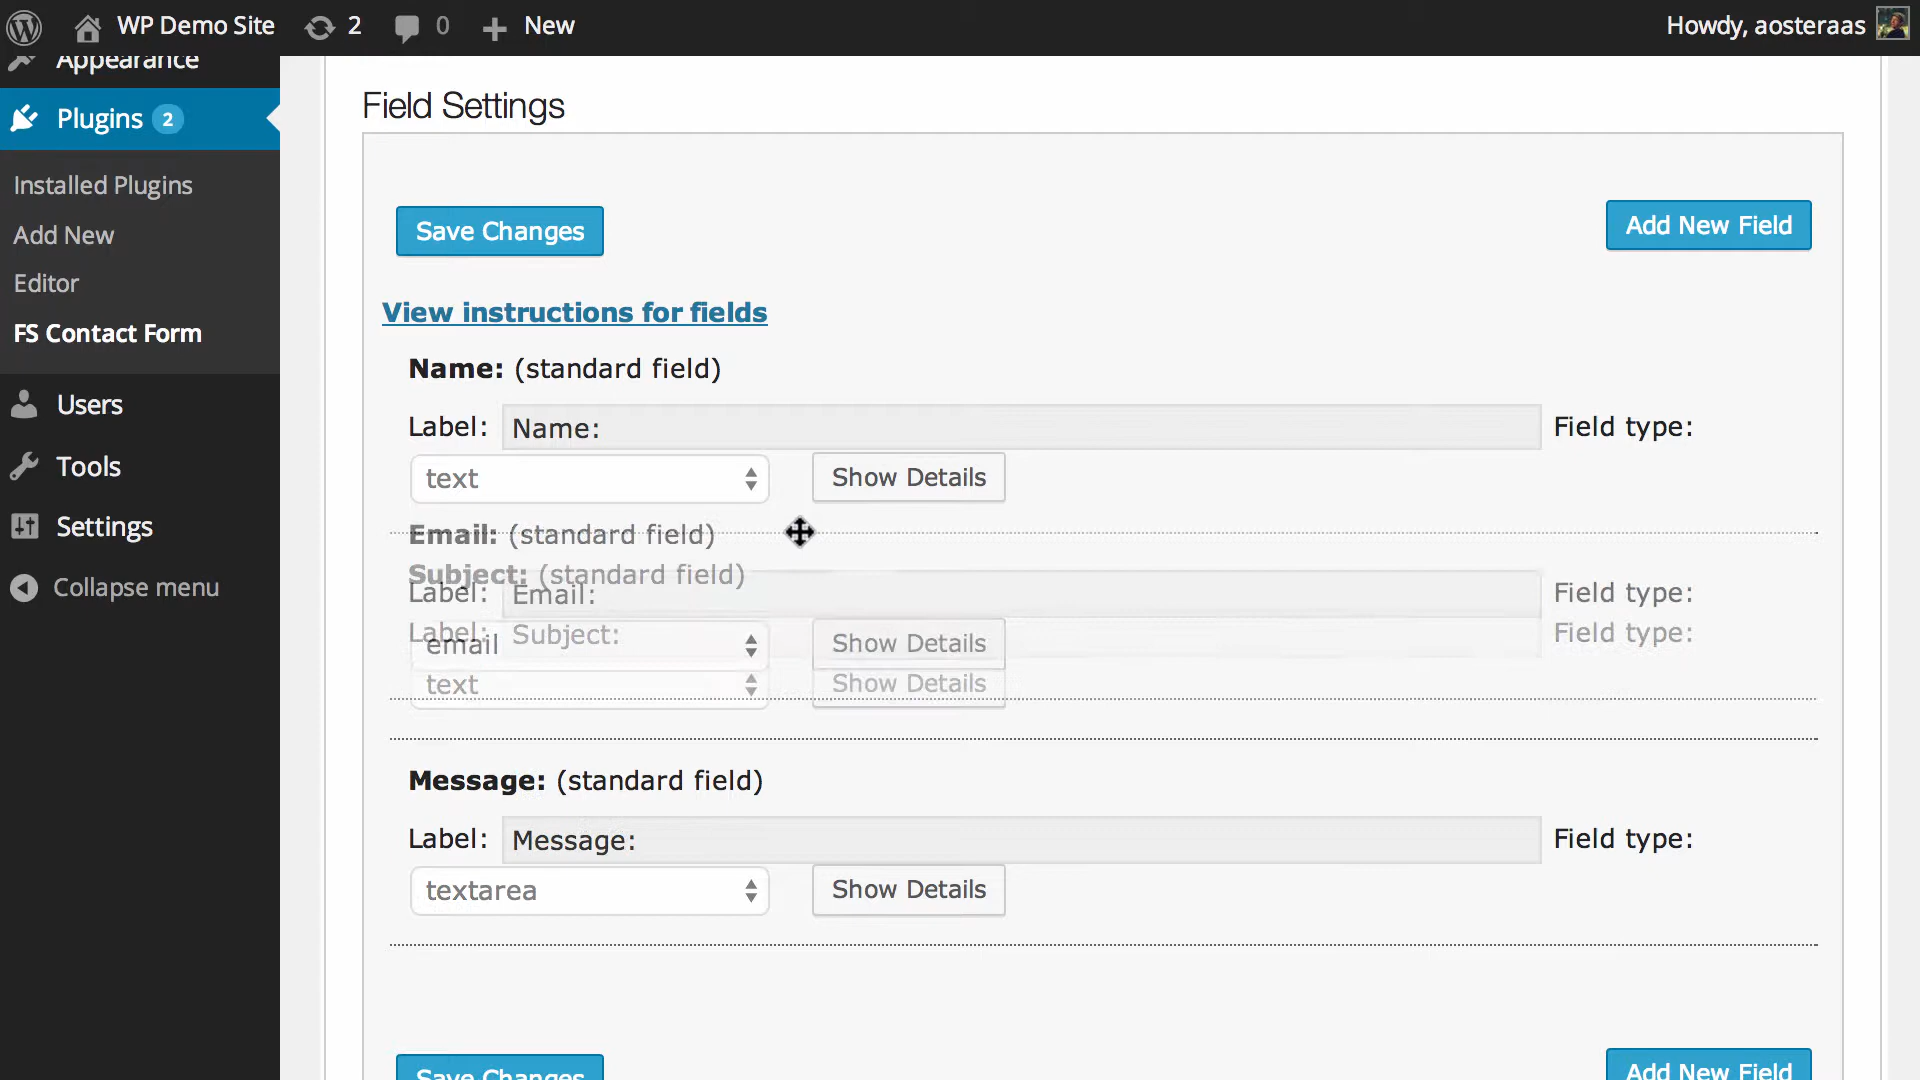 WP Demo Site 2 0 New Howdy, aosteraas
Appearance
Plugins 2
Installed Plugins
Add New
Editor
FS Contact Form
Users
Tools
Settings
Collapse menu
Field Settings
Save Changes Add New Field
View instructions for fields
Name: (standard field)
Label: Name: Field type:
text Show Details
Email: (standard field)
Subject: (standard field)
Label: Email: Field type:
Label: Subject: Field type:
email Show Details
text Show Details
Message: (standard field)
Label: Message: Field type:
textarea Show Details
Save Changes Add New Field